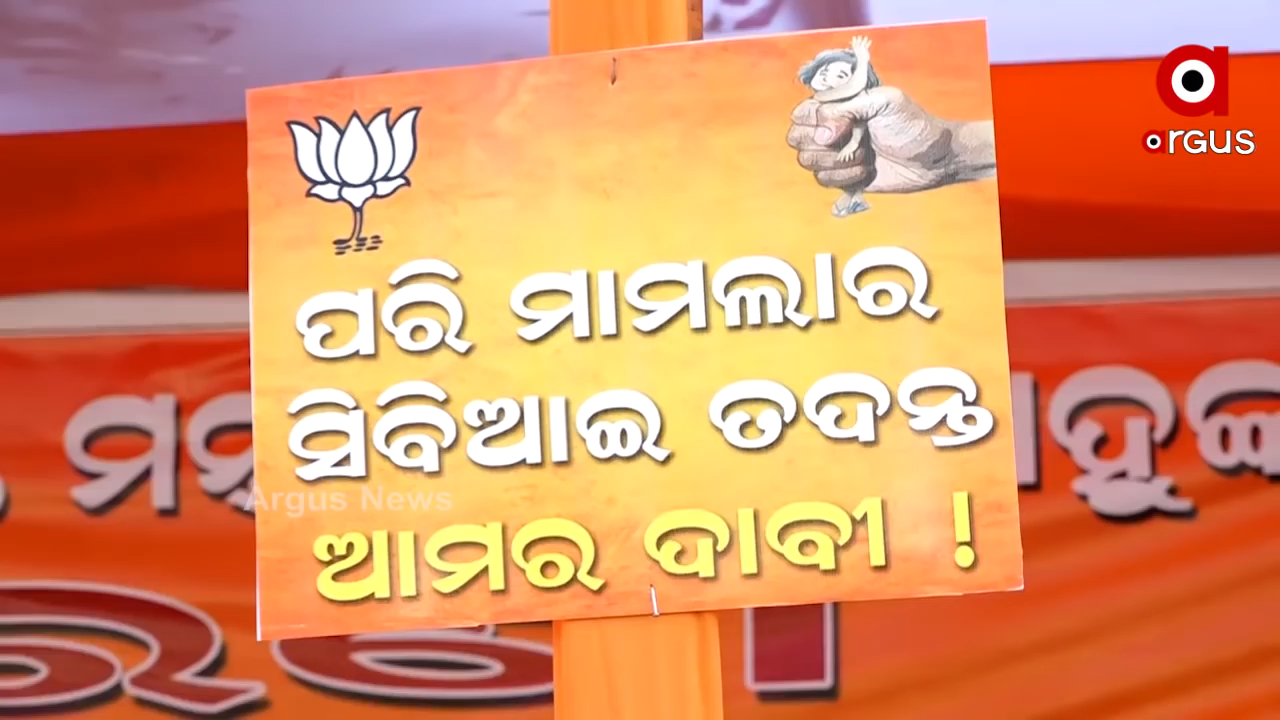 argus
ପରି ମାମଲାର
ସିବିଆଇ ତଦନ୍ତ
Argus News
ଆମର ଦାବୀ !